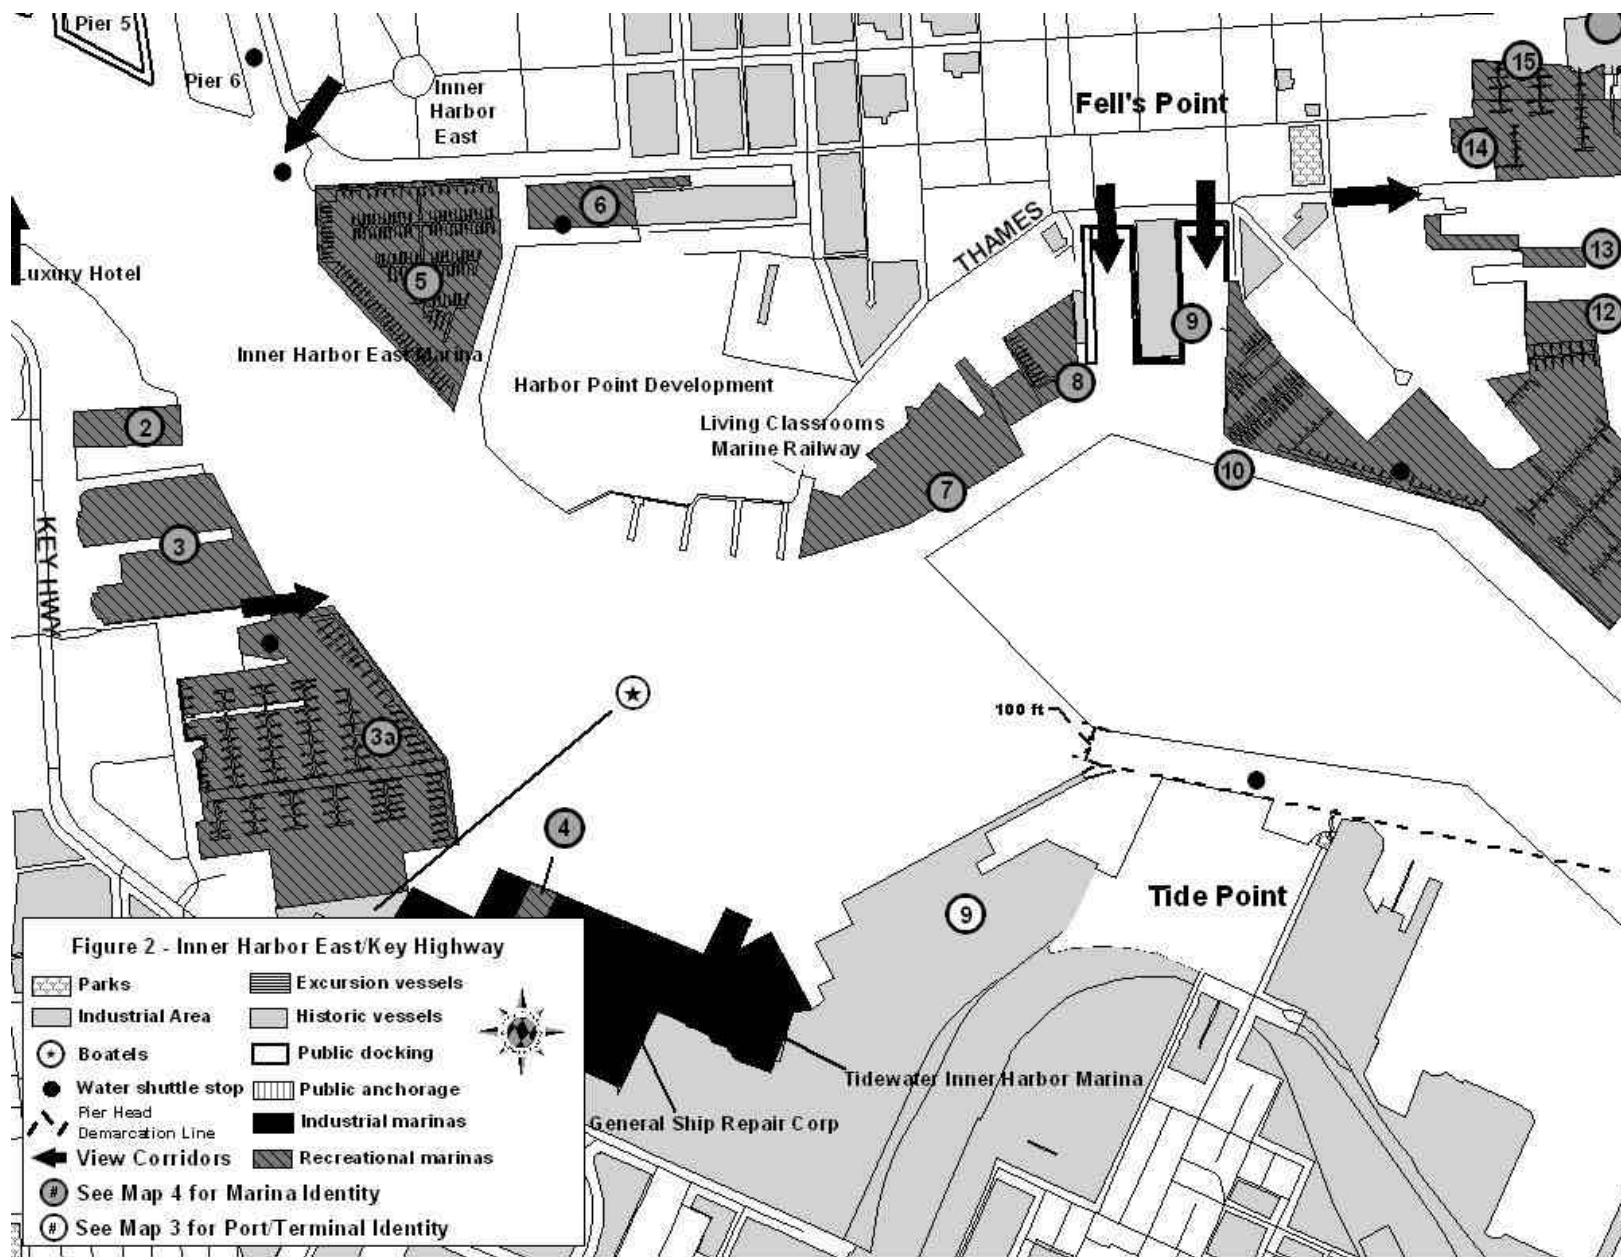 Pier 5
Pier 6
Inner
Harbor
East
Fell's Point
15
14
6
5
THAMES
13
12
9
8
Luxury Hotel
Inner Harbor East Marina
Harbor Point Development
Living Classrooms
Marine Railway
2
7
10
KEY HWY
3
3a
100 ft
4
9
Tide Point
Tidewater Inner Harbor Marina
General Ship Repair Corp
Figure 2 - Inner Harbor East/Key Highway
Parks
Excursion vessels
Industrial Area
Historic vessels
Boatels
Public docking
Water shuttle stop
Public anchorage
Pier Head
Demarcation Line
Industrial marinas
View Corridors
Recreational marinas
# See Map 4 for Marina Identity
# See Map 3 for Port/Terminal Identity